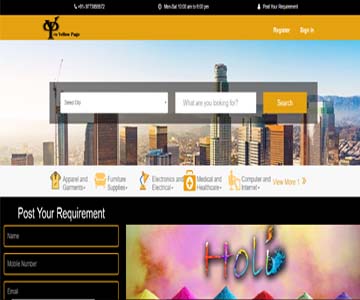 Mon-Sat 10:00 am to 6:00 pm
Post Your Requirement
Yellow Page
Register
Sign In
Select City
What are you looking for?
Search
Apparel and Garments
Furniture Supplies
Electronics and Electrical
Medical and Healthcare
Computer and Internet
View More
Post Your Requirement
Name
Mobile Number
Email
Holi